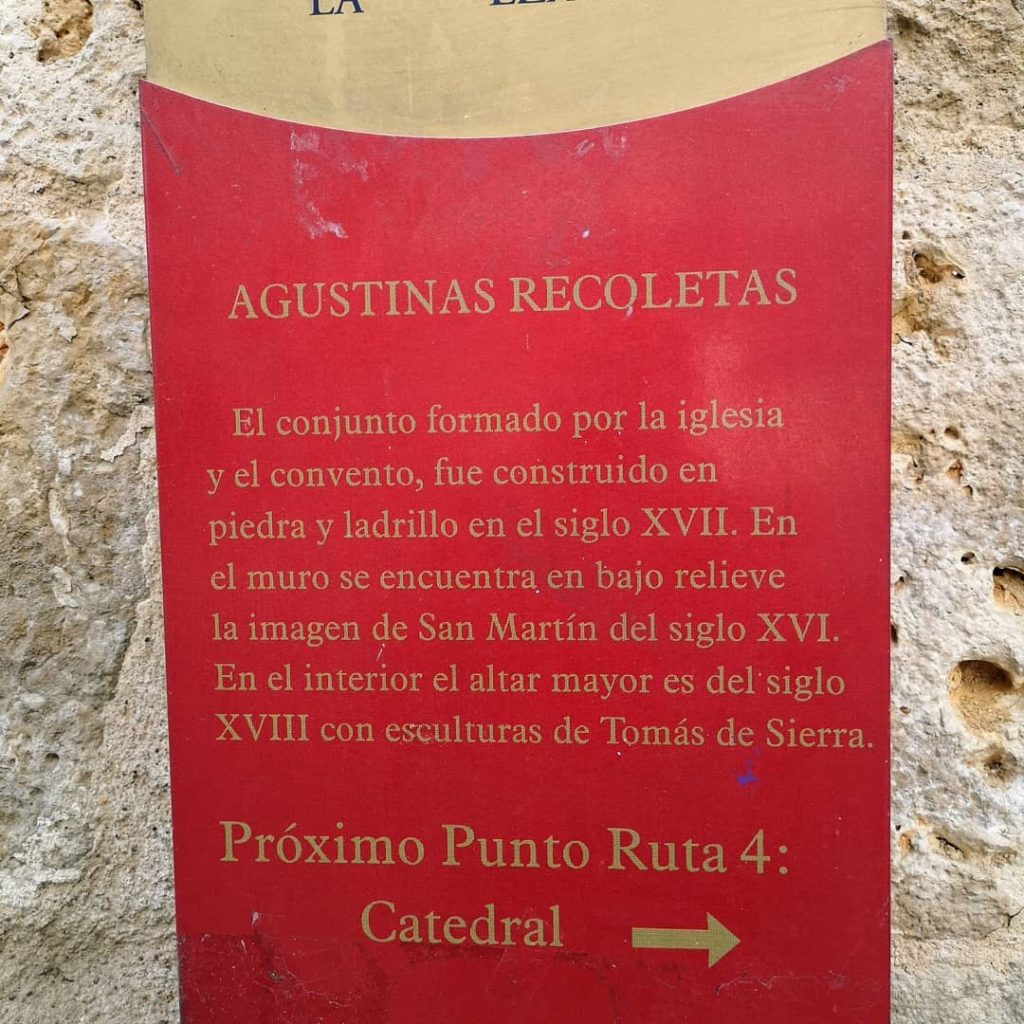 LA
AGUSTINAS RECOLETAS
El conjunto formado por la iglesia
y el convento, fue construido en
piedra y ladrillo en el siglo XVII. En
el muro se encuentra en bajo relieve
la imagen de San Martín del siglo XVI.
En el interior el altar mayor es del siglo
XVIII con esculturas de Tomás de Sierra.
Próximo Punto Ruta 4:
Catedral